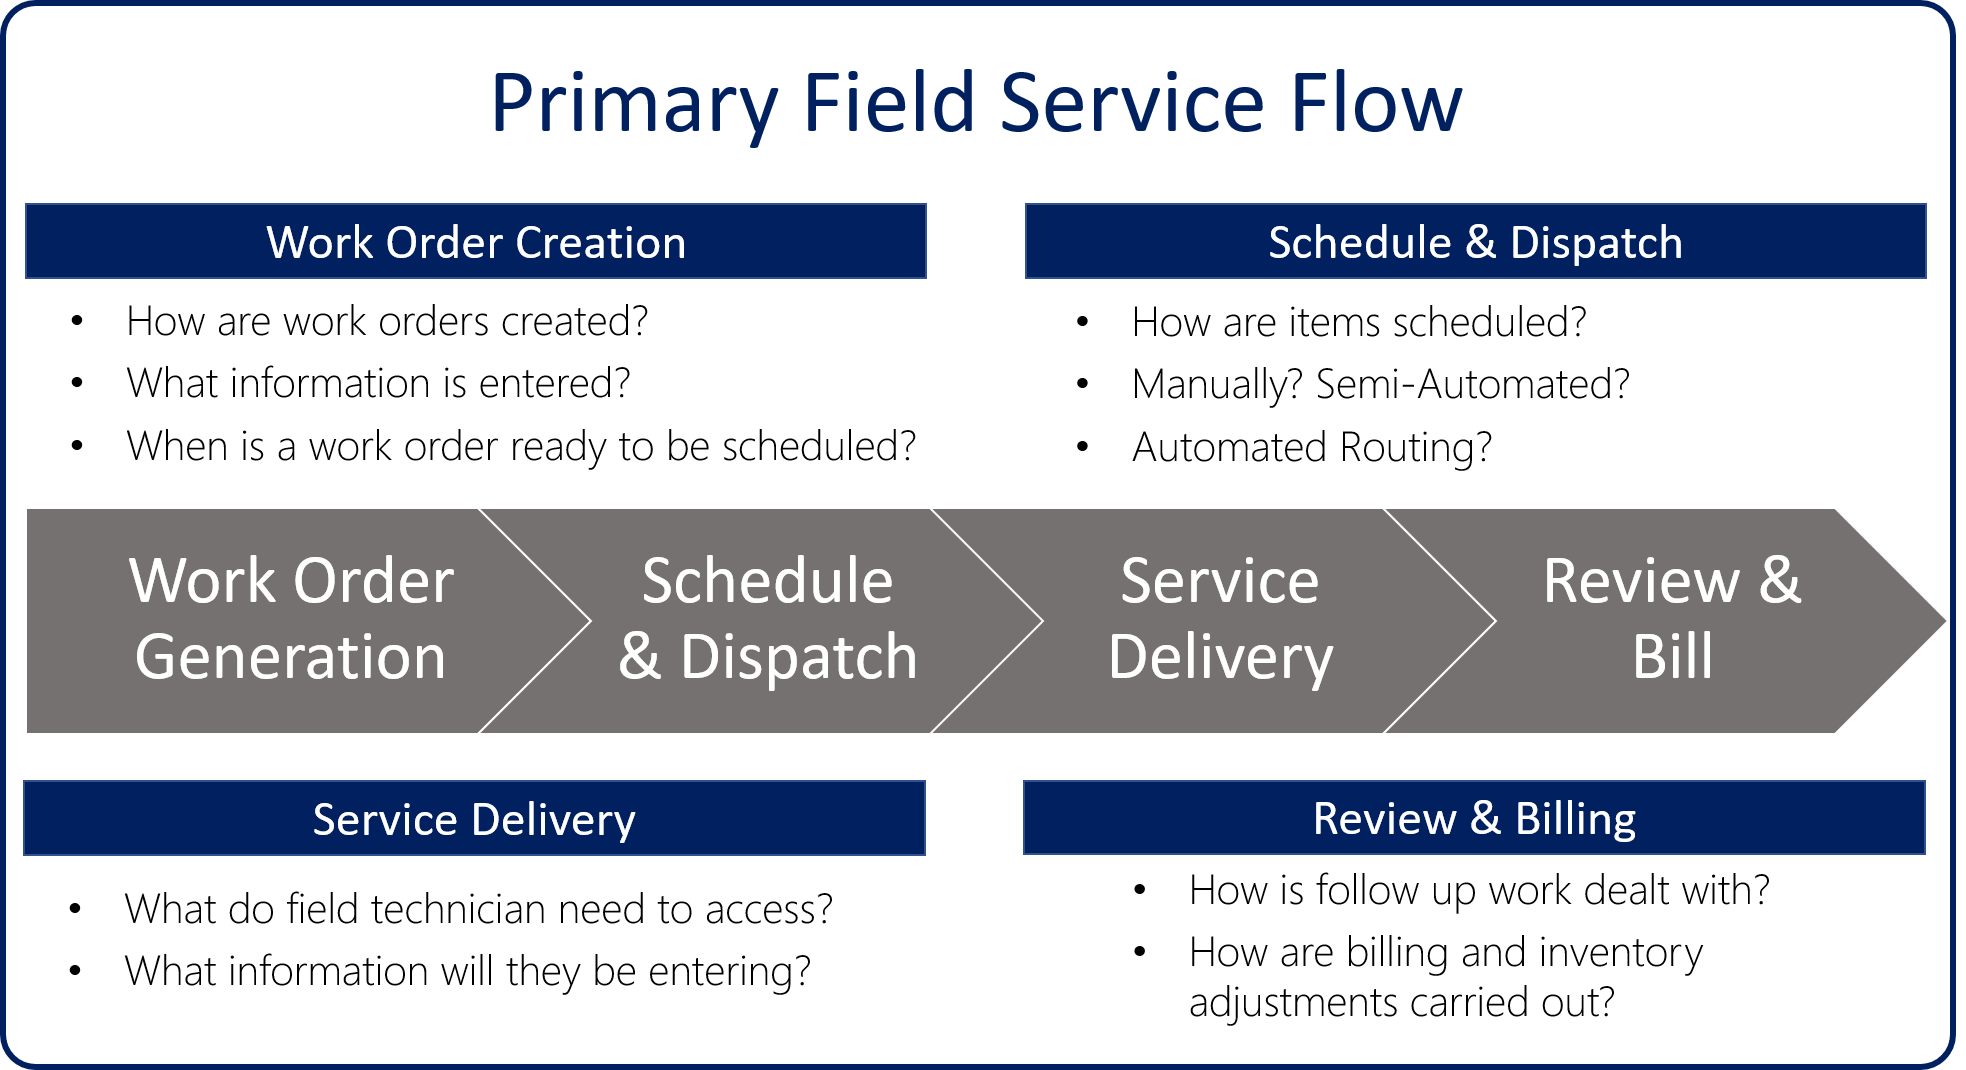 Primary Field Service Flow
Work Order Creation
• How are work orders created?
• What information is entered?
• When is a work order ready to be scheduled?
Schedule & Dispatch
• How are items scheduled?
• Manually? Semi-Automated?
• Automated Routing?
Work Order
Generation
Schedule
& Dispatch
Service
Delivery
Review &
Bill
Service Delivery
• What do field technician need to access?
• What information will they be entering?
Review & Billing
• How is follow up work dealt with?
• How are billing and inventory
adjustments carried out?